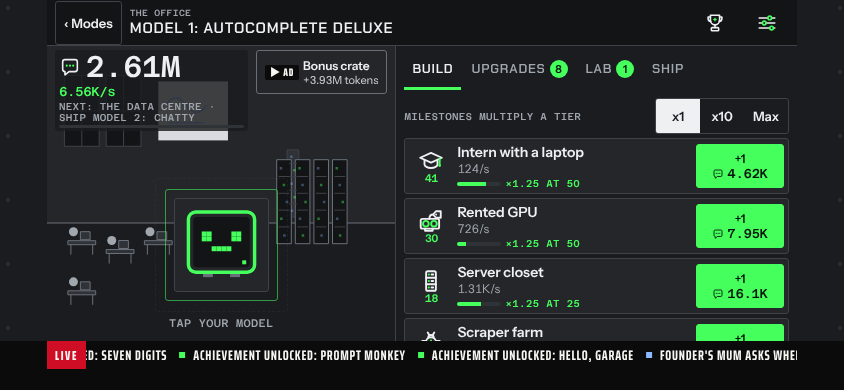 ‹ Modes
THE OFFICE
MODEL 1: AUTOCOMPLETE DELUXE
2.61M
6.56K/s
NEXT: THE DATA CENTRE ·
SHIP MODEL 2: CHATTY
AD
Bonus crate
+3.93M tokens
TAP YOUR MODEL
BUILD
UPGRADES 8
LAB 1
SHIP
MILESTONES MULTIPLY A TIER
x1
x10
Max
Intern with a laptop
124/s
41
×1.25 AT 50
+1
4.62K
Rented GPU
726/s
30
×1.25 AT 50
+1
7.95K
Server closet
1.31K/s
18
×1.25 AT 25
+1
16.1K
Scraper farm
+1
LIVE
ED: SEVEN DIGITS
ACHIEVEMENT UNLOCKED: PROMPT MONKEY
ACHIEVEMENT UNLOCKED: HELLO, GARAGE
FOUNDER'S MUM ASKS WHE